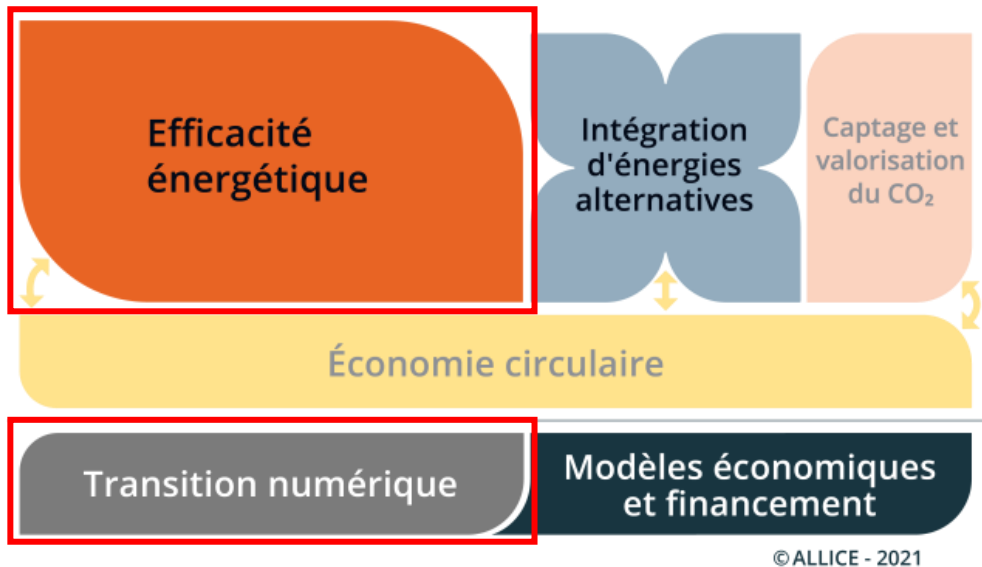 Efficacité
énergétique
Intégration
d'énergies
alternatives
Captage et
valorisation
du CO₂
Économie circulaire
Transition numérique
Modèles économiques
et financement
© ALLICE - 2021